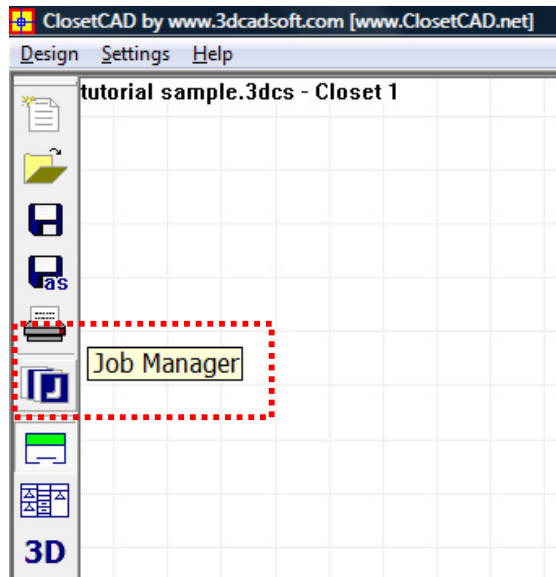 ClosetCAD by www.3dcadsoft.com [www.ClosetCAD.net]
Design Settings Help
tutorial sample.3dcs - Closet 1
as
Job Manager
J
3D